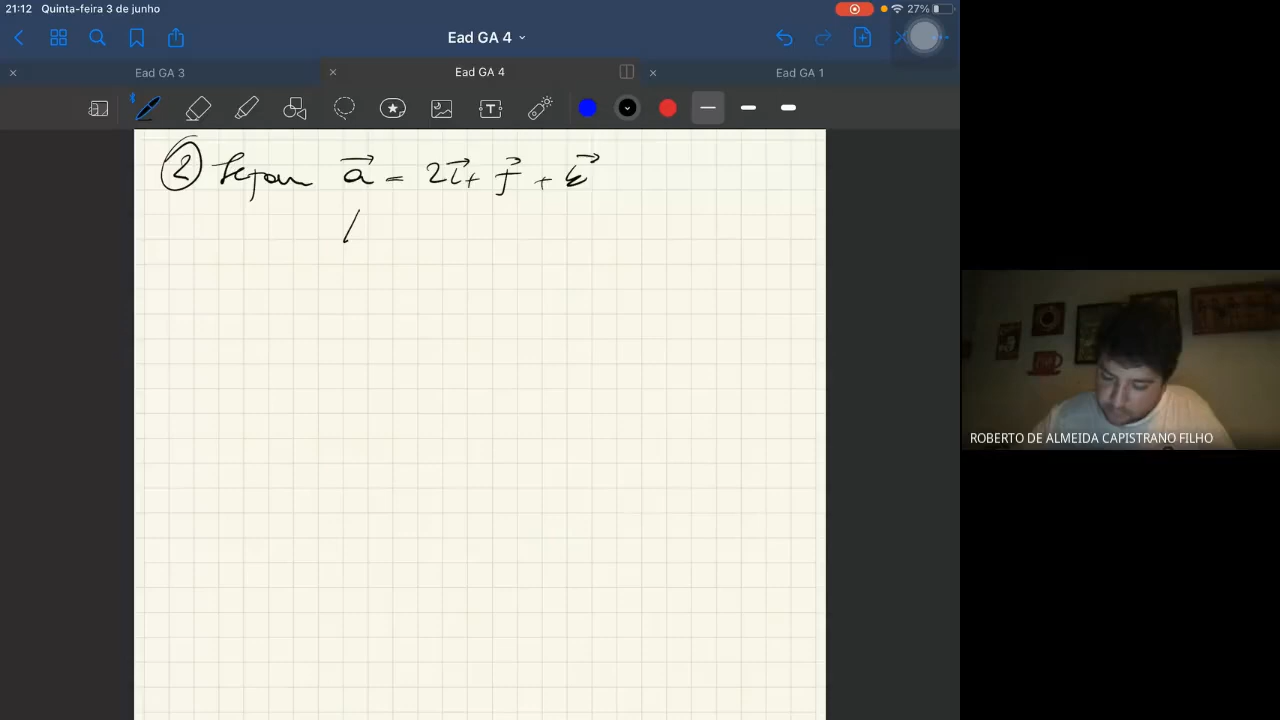 21:12 Quinta-feira 3 de junho 27%
Ead GA 4
Ead GA 3 Ead GA 4 Ead GA 1
② Sejam a⃗ = 2i⃗ + j⃗ + k⃗
ROBERTO DE ALMEIDA CAPISTRANO FILHO